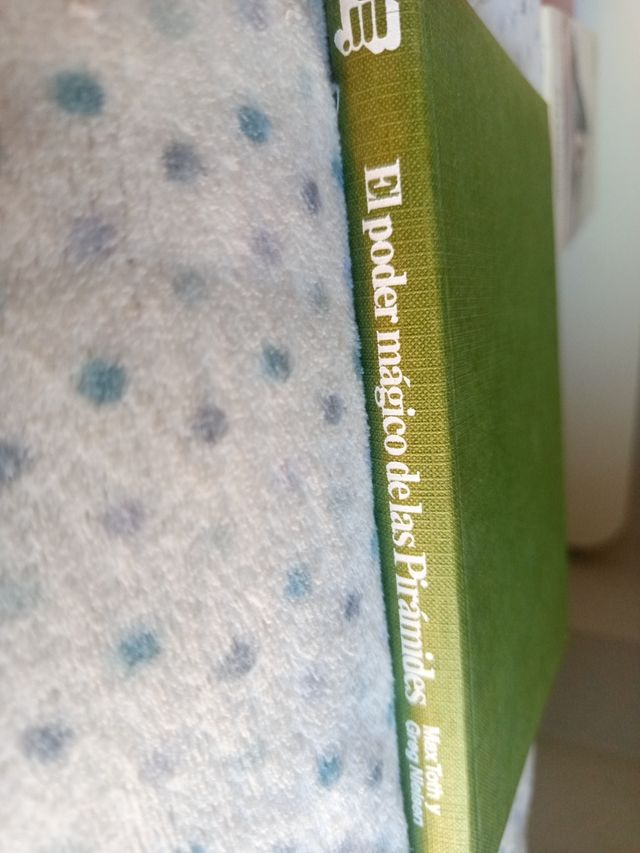 El poder mágico de las Pirámides
Max Toth y
Greg Nielsen